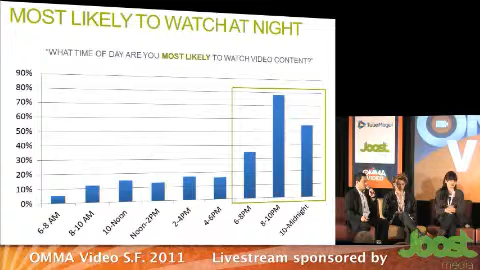 MOST LIKELY TO WATCH AT NIGHT
"WHAT TIME OF DAY ARE YOU MOST LIKELY TO WATCH VIDEO CONTENT?"
90%
80%
70%
60%
50%
40%
30%
20%
10%
0%
6-8 AM
8-10 AM
10-Noon
Noon-2PM
2-4PM
4-6PM
6-8PM
8-10PM
10-Midnight
TubeMogul
Joost
OMMA
VIDEO
O
V
OMMA Video S.F. 2011 Livestream sponsored by
Joost
media